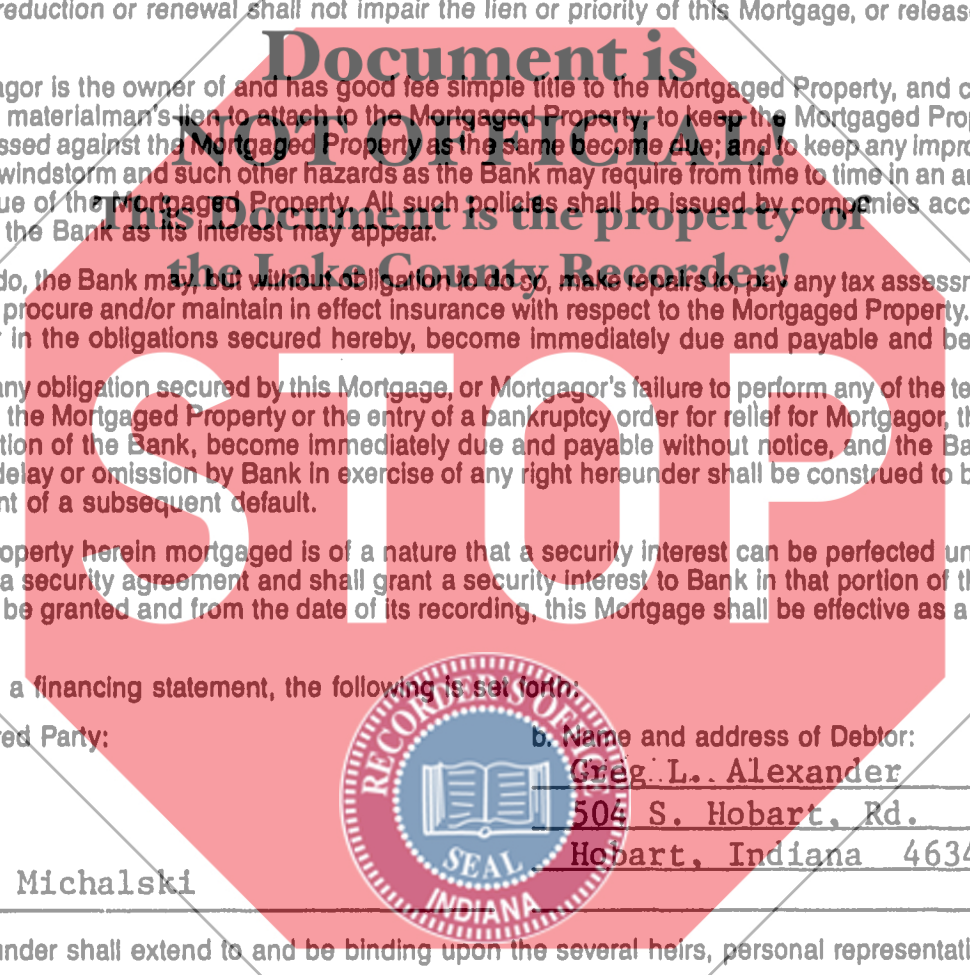 reduction or renewal shall not impair the lien or priority of this Mortgage, or releas
Document is
agor is the owner of and has good fee simple title to the Mortgaged Property, and c
materialman's lien to attach to the Mortgaged Property; to keep the Mortgaged Prop
NOT OFFICIAL!
ssed against the Mortgaged Property as the same become due; and to keep any impro
windstorm and such other hazards as the Bank may require from time to time in an am
ue of the Mortgaged Property. All such policies shall be issued by companies acc
This Document is the property of
the Bank as its interest may appear.
the Lake County Recorder!
do, the Bank may, but without obligation to do so, make repairs to, pay any tax assessm
procure and/or maintain in effect insurance with respect to the Mortgaged Property,
r in the obligations secured hereby, become immediately due and payable and be
STOP
any obligation secured by this Mortgage, or Mortgagor's failure to perform any of the te
the Mortgaged Property or the entry of a bankruptcy order for relief for Mortgagor, th
tion of the Bank, become immediately due and payable without notice, and the Ba
delay or omission by Bank in exercise of any right hereunder shall be construed to b
nt of a subsequent default.
operty herein mortgaged is of a nature that a security interest can be perfected un
a security agreement and shall grant a security interest to Bank in that portion of th
be granted and from the date of its recording, this Mortgage shall be effective as a
a financing statement, the following is set forth:
red Party:
b. Name and address of Debtor:
Greg L. Alexander
504 S. Hobart, Rd.
Hobart, Indiana 4634
Michalski
RECORDER'S OFFICE
SEAL
INDIANA
under shall extend to and be binding upon the several heirs, personal representati